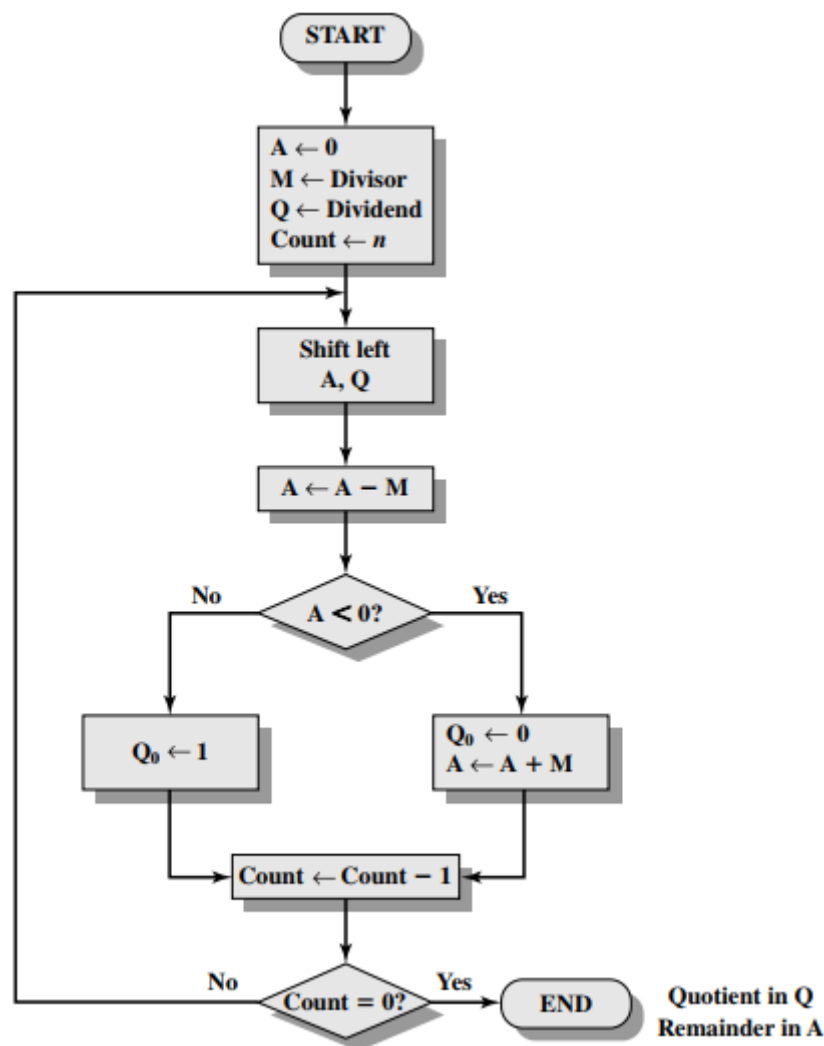 START
A ← 0
M ← Divisor
Q ← Dividend
Count ← n
Shift left
A, Q
A ← A − M
No
A < 0?
Yes
Q₀ ← 1
Q₀ ← 0
A ← A + M
Count ← Count − 1
No
Count = 0?
Yes
END
Quotient in Q
Remainder in A